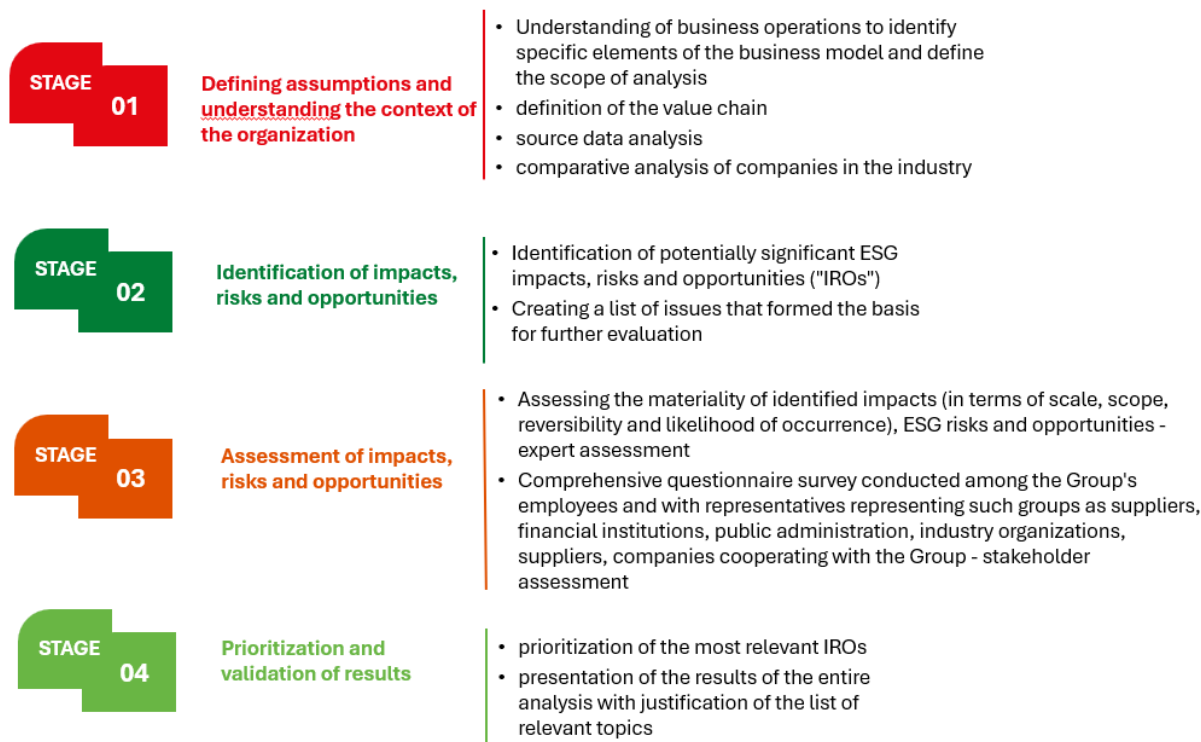 STAGE
01
Defining assumptions and
understanding the context of
the organization
• Understanding of business operations to identify
specific elements of the business model and define
the scope of analysis
• definition of the value chain
• source data analysis
• comparative analysis of companies in the industry
STAGE
02
Identification of impacts,
risks and opportunities
• Identification of potentially significant ESG
impacts, risks and opportunities ("IROs")
• Creating a list of issues that formed the basis
for further evaluation
STAGE
03
Assessment of impacts,
risks and opportunities
• Assessing the materiality of identified impacts (in terms of scale, scope,
reversibility and likelihood of occurrence), ESG risks and opportunities -
expert assessment
• Comprehensive questionnaire survey conducted among the Group's
employees and with representatives representing such groups as suppliers,
financial institutions, public administration, industry organizations,
suppliers, companies cooperating with the Group - stakeholder
assessment
STAGE
04
Prioritization and
validation of results
• prioritization of the most relevant IROs
• presentation of the results of the entire
analysis with justification of the list of
relevant topics